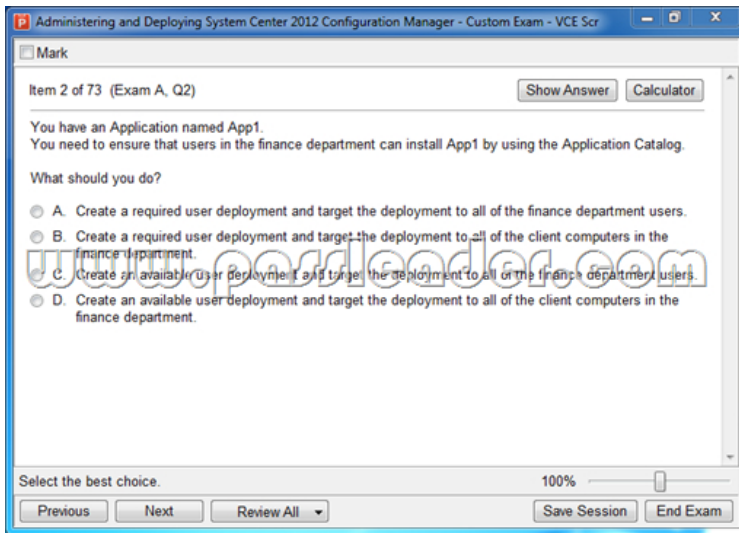 Administering and Deploying System Center 2012 Configuration Manager - Custom Exam - VCE Scr
Mark
Item 2 of 73 (Exam A, Q2)
Show Answer
Calculator
You have an Application named App1.
You need to ensure that users in the finance department can install App1 by using the Application Catalog.
What should you do?
A. Create a required user deployment and target the deployment to all of the finance department users.
B. Create a required user deployment and target the deployment to all of the client computers in the
finance department.
www.passleader.com
C. Create an available user deployment and target the deployment to all of the finance department users.
D. Create an available user deployment and target the deployment to all of the client computers in the
finance department.
Select the best choice.
100%
Previous
Next
Review All
Save Session
End Exam